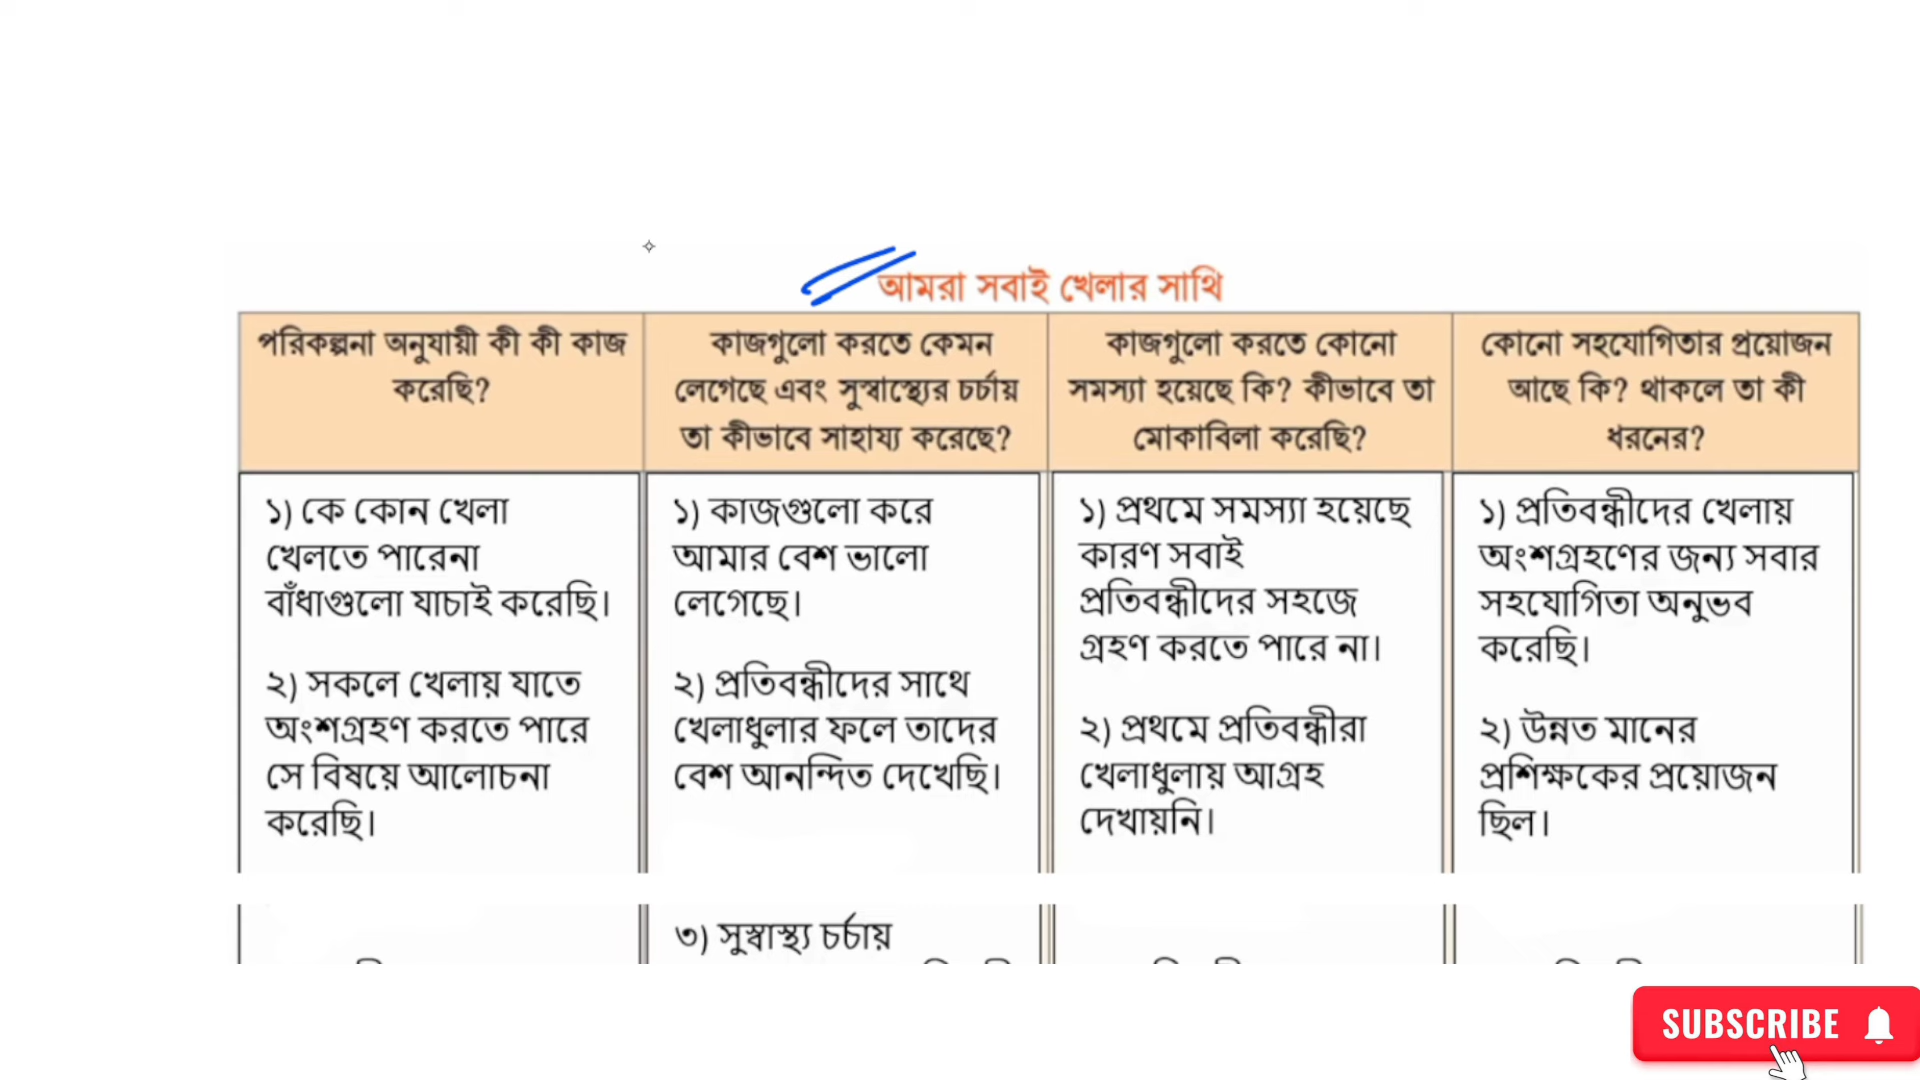 আমরা সবাই খেলার সাথি
পরিকল্পনা অনুযায়ী কী কী কাজ
করেছি?
কাজগুলো করতে কেমন
লেগেছে এবং সুস্বাস্থ্যের চর্চায়
তা কীভাবে সাহায্য করেছে?
কাজগুলো করতে কোনো
সমস্যা হয়েছে কি? কীভাবে তা
মোকাবিলা করেছি?
কোনো সহযোগিতার প্রয়োজন
আছে কি? থাকলে তা কী
ধরনের?
১) কে কোন খেলা
খেলতে পারেনা
বাঁধাগুলো যাচাই করেছি।
২) সকলে খেলায় যাতে
অংশগ্রহণ করতে পারে
সে বিষয়ে আলোচনা
করেছি।
১) কাজগুলো করে
আমার বেশ ভালো
লেগেছে।
২) প্রতিবন্ধীদের সাথে
খেলাধুলার ফলে তাদের
বেশ আনন্দিত দেখেছি।
৩) সুস্বাস্থ্য চর্চায়
১) প্রথমে সমস্যা হয়েছে
কারণ সবাই
প্রতিবন্ধীদের সহজে
গ্রহণ করতে পারে না।
২) প্রথমে প্রতিবন্ধীরা
খেলাধুলায় আগ্রহ
দেখায়নি।
১) প্রতিবন্ধীদের খেলায়
অংশগ্রহণের জন্য সবার
সহযোগিতা অনুভব
করেছি।
২) উন্নত মানের
প্রশিক্ষকের প্রয়োজন
ছিল।
SUBSCRIBE